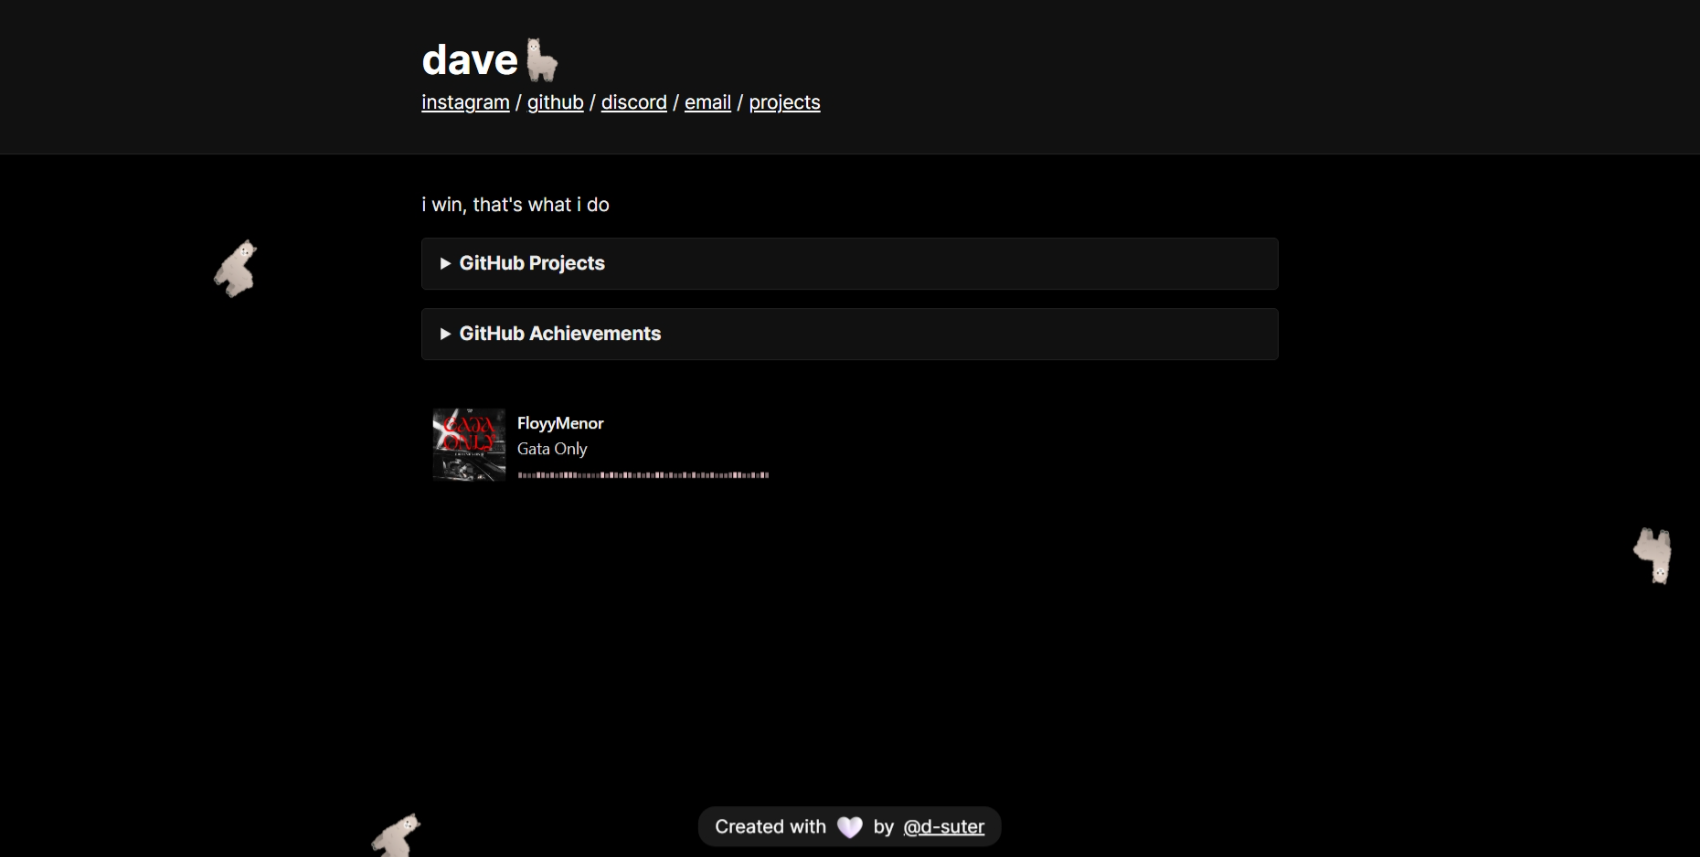 dave
instagram / github / discord / email / projects
i win, that's what i do
GitHub Projects
GitHub Achievements
GATA
ONLY
FloyyMenor
Gata Only
Created with 🤍 by @d-suter